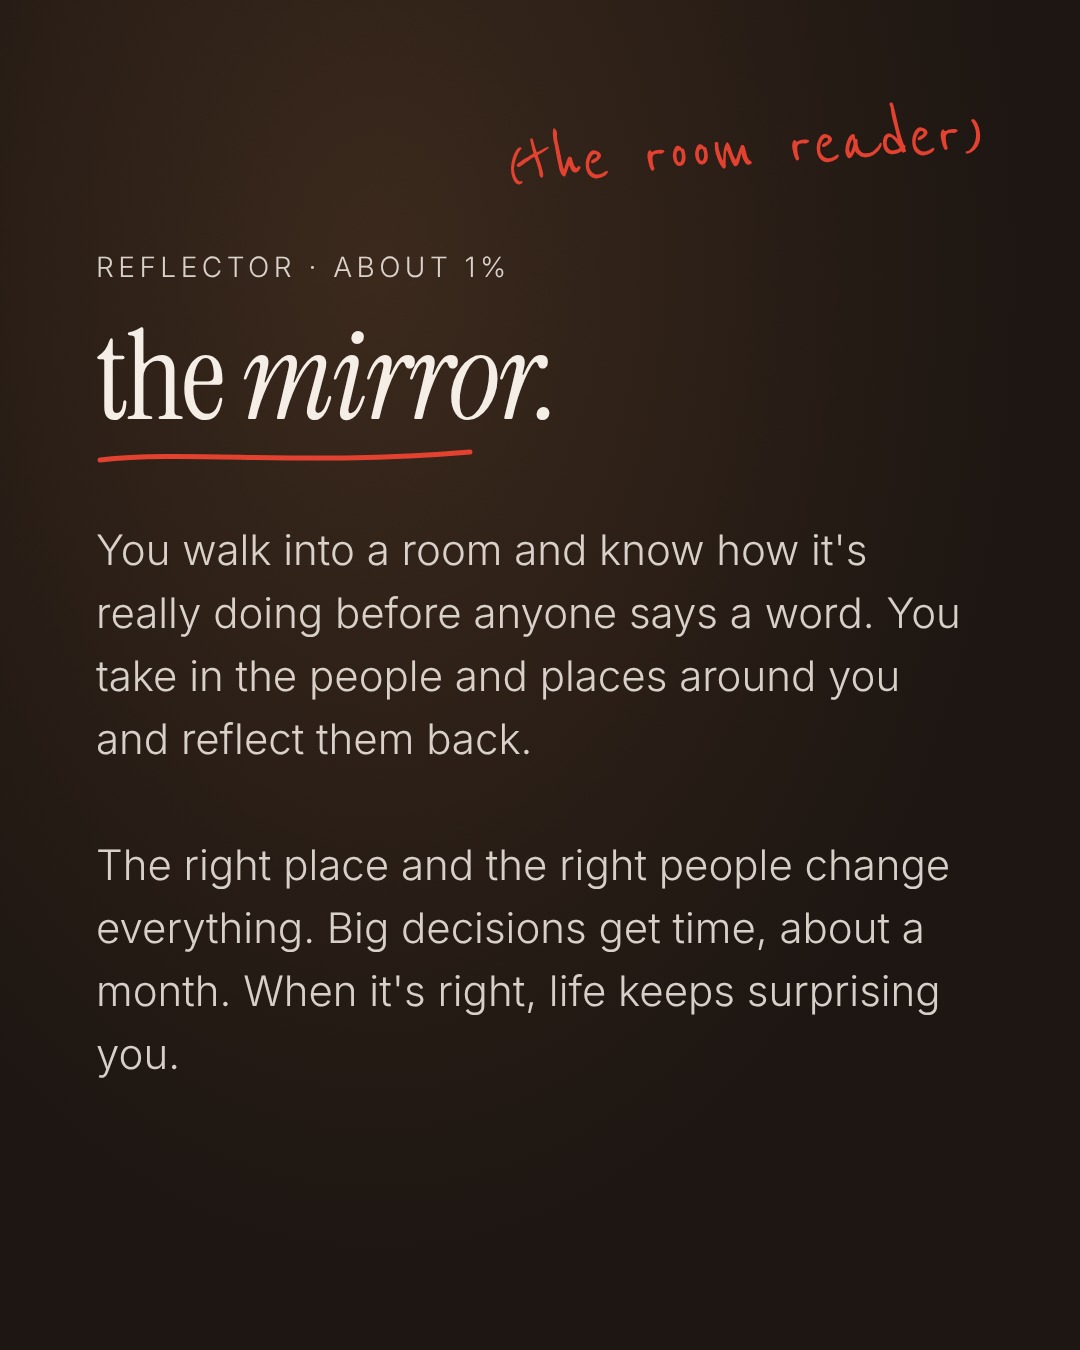 (the room reader)
REFLECTOR · ABOUT 1%
the mirror.
You walk into a room and know how it's
really doing before anyone says a word. You
take in the people and places around you
and reflect them back.
The right place and the right people change
everything. Big decisions get time, about a
month. When it's right, life keeps surprising
you.